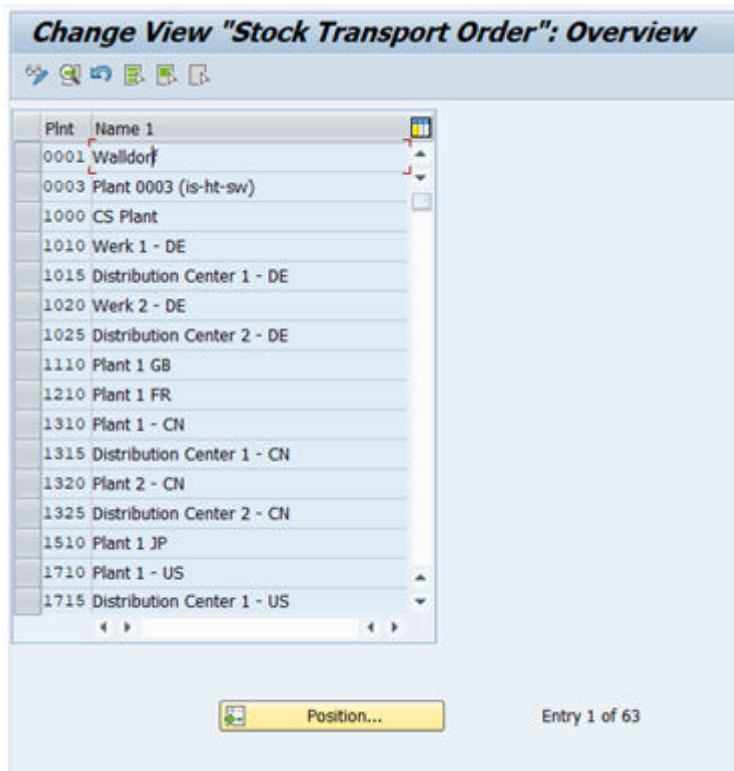 Change View "Stock Transport Order": Overview
Plnt Name 1
0001 Walldorf
0003 Plant 0003 (is-ht-sw)
1000 CS Plant
1010 Werk 1 - DE
1015 Distribution Center 1 - DE
1020 Werk 2 - DE
1025 Distribution Center 2 - DE
1110 Plant 1 GB
1210 Plant 1 FR
1310 Plant 1 - CN
1315 Distribution Center 1 - CN
1320 Plant 2 - CN
1325 Distribution Center 2 - CN
1510 Plant 1 JP
1710 Plant 1 - US
1715 Distribution Center 1 - US
Position... Entry 1 of 63